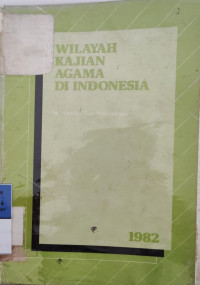 WILAYAH
KAJIAN
AGAMA
DI INDONESIA
1982